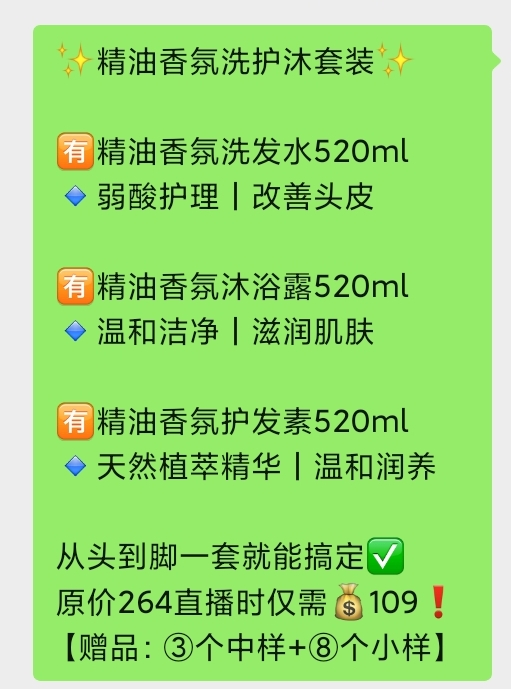 ✨精油香氛洗护沐套装✨
🈶精油香氛洗发水520ml
🔹弱酸护理丨改善头皮
🈶精油香氛沐浴露520ml
🔹温和洁净丨滋润肌肤
🈶精油香氛护发素520ml
🔹天然植萃精华丨温和润养
从头到脚一套就能搞定✅
原价264直播时仅需💰109❗
【赠品：③个中样+⑧个小样】